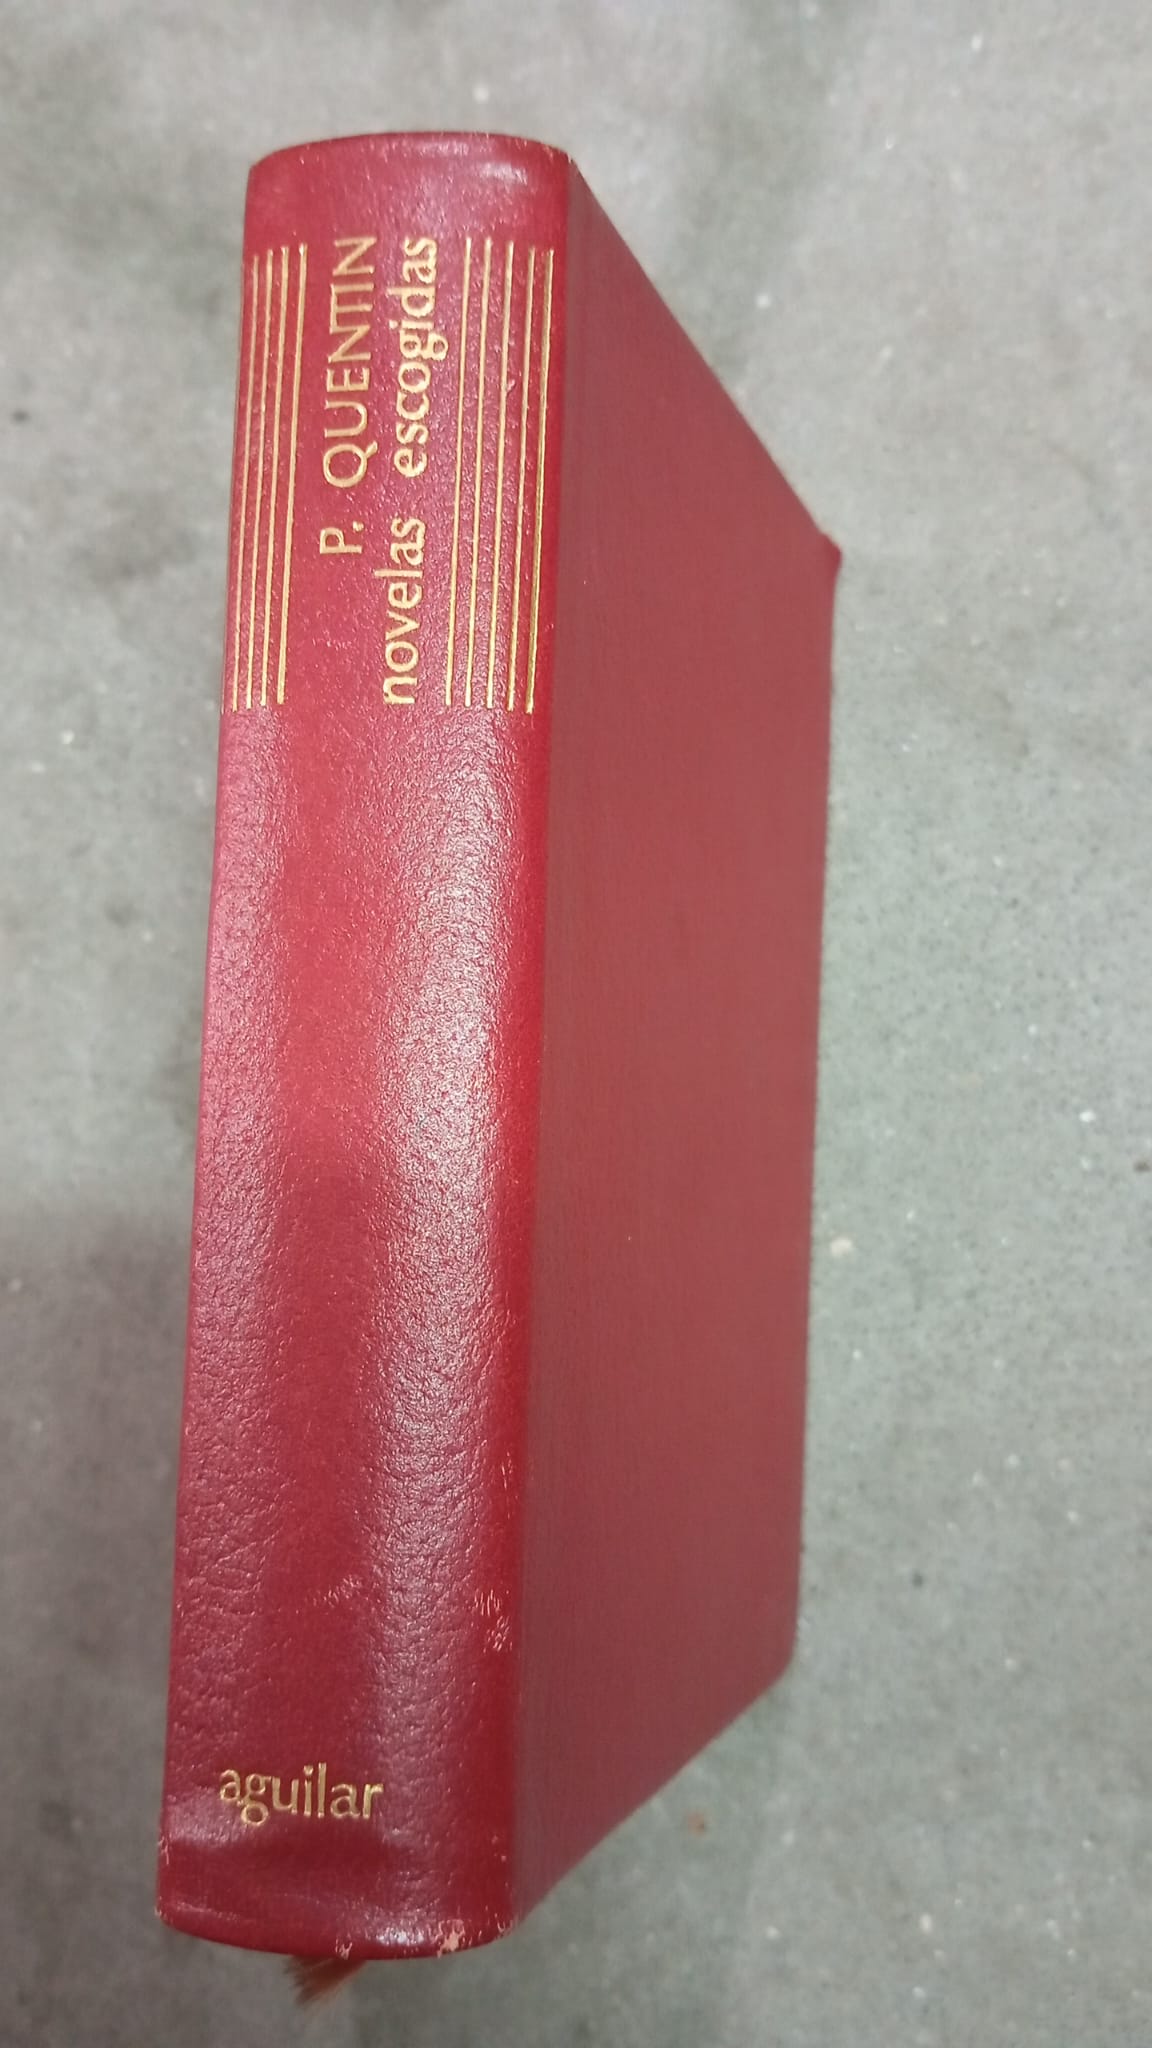 P. QUENTIN
novelas escogidas
aguilar